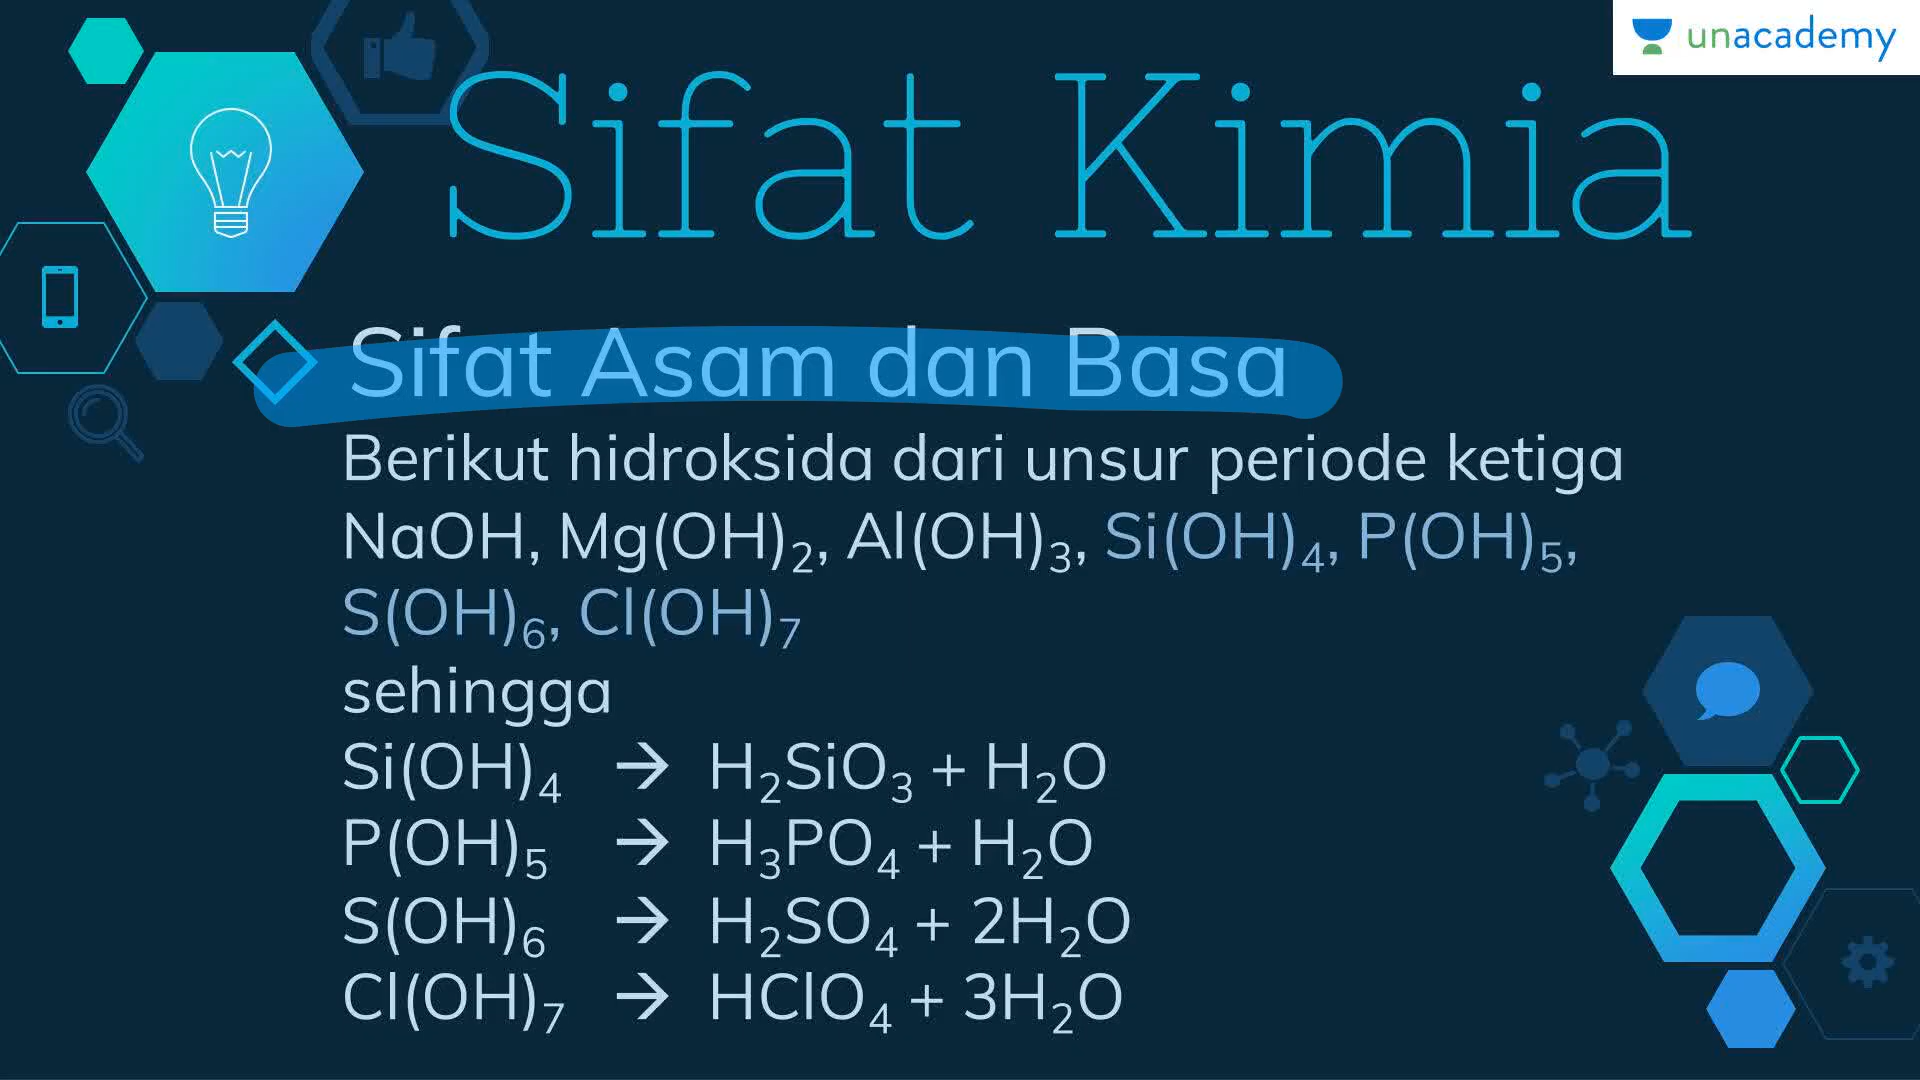 unacademy
Sifat Kimia
Sifat Asam dan Basa
Berikut hidroksida dari unsur periode ketiga
NaOH, Mg(OH)₂, Al(OH)₃, Si(OH)₄, P(OH)₅,
S(OH)₆, Cl(OH)₇
sehingga
Si(OH)₄ → H₂SiO₃ + H₂O
P(OH)₅ → H₃PO₄ + H₂O
S(OH)₆ → H₂SO₄ + 2H₂O
Cl(OH)₇ → HClO₄ + 3H₂O